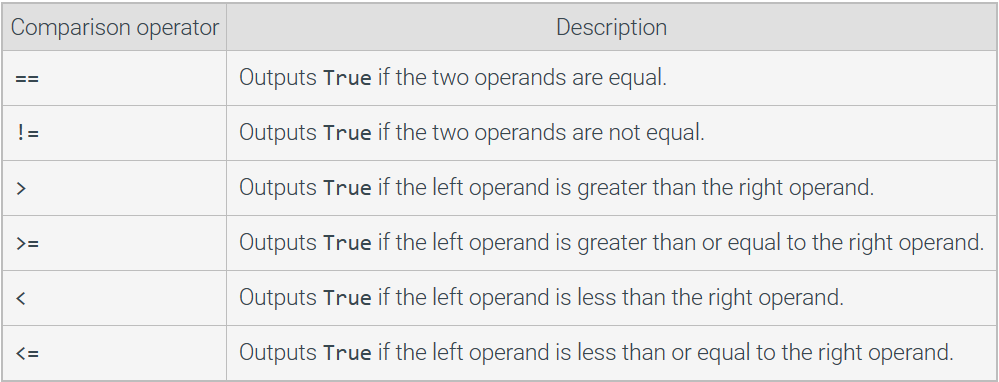 Comparison operator Description
== Outputs True if the two operands are equal.
!= Outputs True if the two operands are not equal.
> Outputs True if the left operand is greater than the right operand.
>= Outputs True if the left operand is greater than or equal to the right operand.
< Outputs True if the left operand is less than the right operand.
<= Outputs True if the left operand is less than or equal to the right operand.